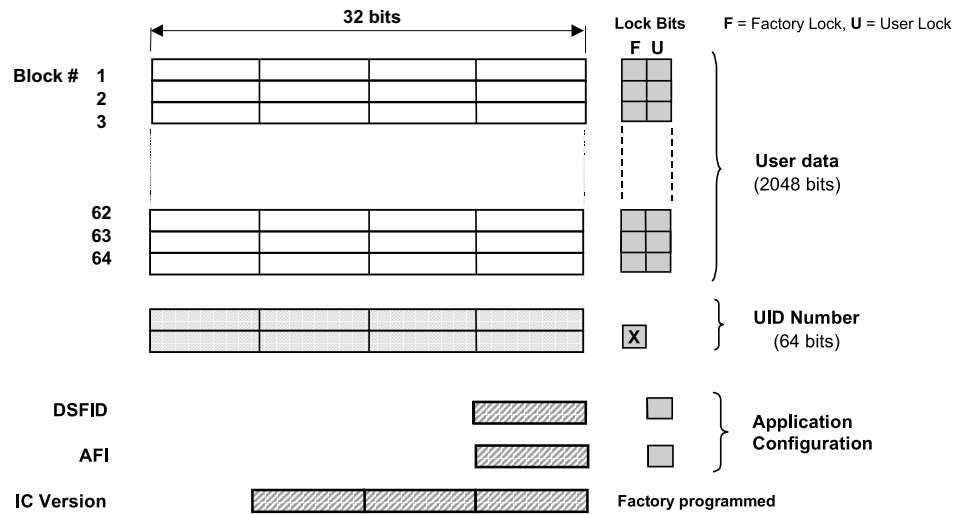 32 bits
Lock Bits
F = Factory Lock, U = User Lock
F U
Block # 1
2
3
User data
(2048 bits)
62
63
64
UID Number
(64 bits)
X
DSFID
Application
Configuration
AFI
IC Version
Factory programmed